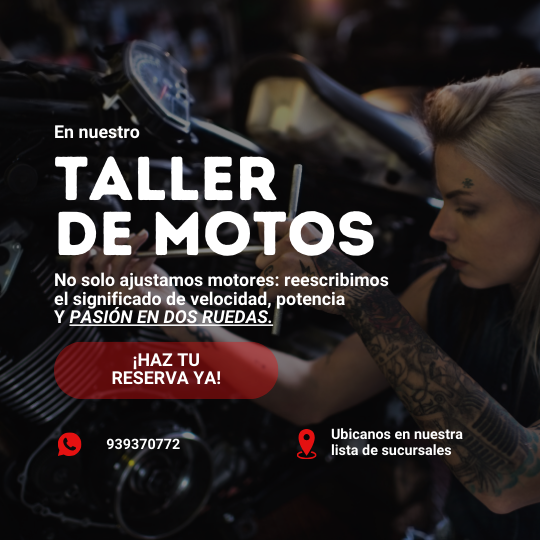 En nuestro
TALLER
DE MOTOS
No solo ajustamos motores: reescribimos
el significado de velocidad, potencia
Y PASIÓN EN DOS RUEDAS.
¡HAZ TU
RESERVA YA!
939370772
Ubicanos en nuestra
lista de sucursales